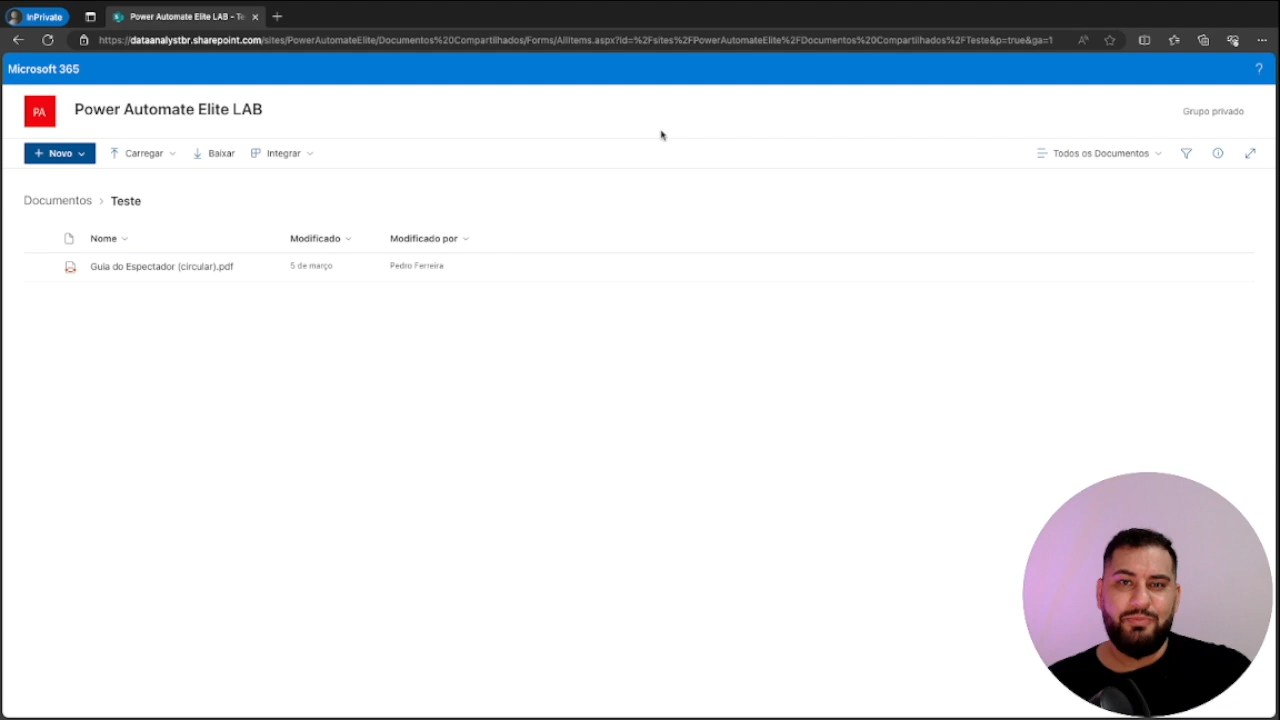 InPrivate
Power Automate Elite LAB - Te
https://dataanalystbr.sharepoint.com/sites/PowerAutomateElite/Documentos%20Compartilhados/Forms/AllItems.aspx?id=%2Fsites%2FPowerAutomateElite%2FDocumentos%20Compartilhados%2FTeste&p=true&ga=1
Microsoft 365
?
PA
Power Automate Elite LAB
Grupo privado
+ Novo
Carregar
Baixar
Integrar
Todos os Documentos
Documentos > Teste
Nome
Modificado
Modificado por
Guia do Espectador (circular).pdf
5 de março
Pedro Ferreira